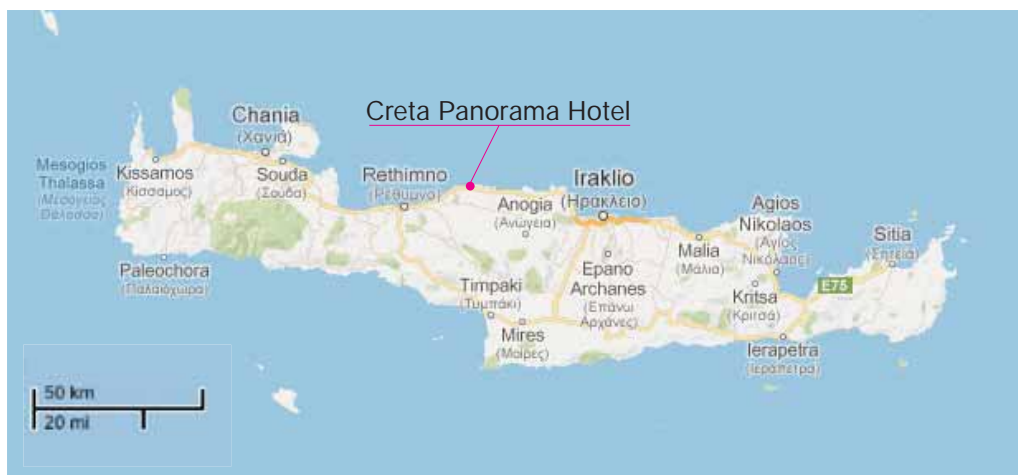 Creta Panorama Hotel
Chania
(Χανιά)
Mesogios
Thalassa
(Μεσόγειος
Θάλασσα)
Kissamos
(Κίσσαμος)
Souda
(Σούδα)
Rethimno
(Ρέθυμνο)
Iraklio
(Ηράκλειο)
Anogia
(Ανώγεια)
Agios
Nikolaos
(Άγιος
Νικόλαος)
Malia
(Μάλια)
Sitia
(Σητεία)
Paleochora
(Παλαιόχωρα)
Timpaki
(Τυμπάκι)
Epano
Archanes
(Επάνω
Αρχάνες)
Kritsa
(Κριτσά)
E75
Mires
(Μοίρες)
Ierapetra
(Ιεράπετρα)
50 km
20 mi